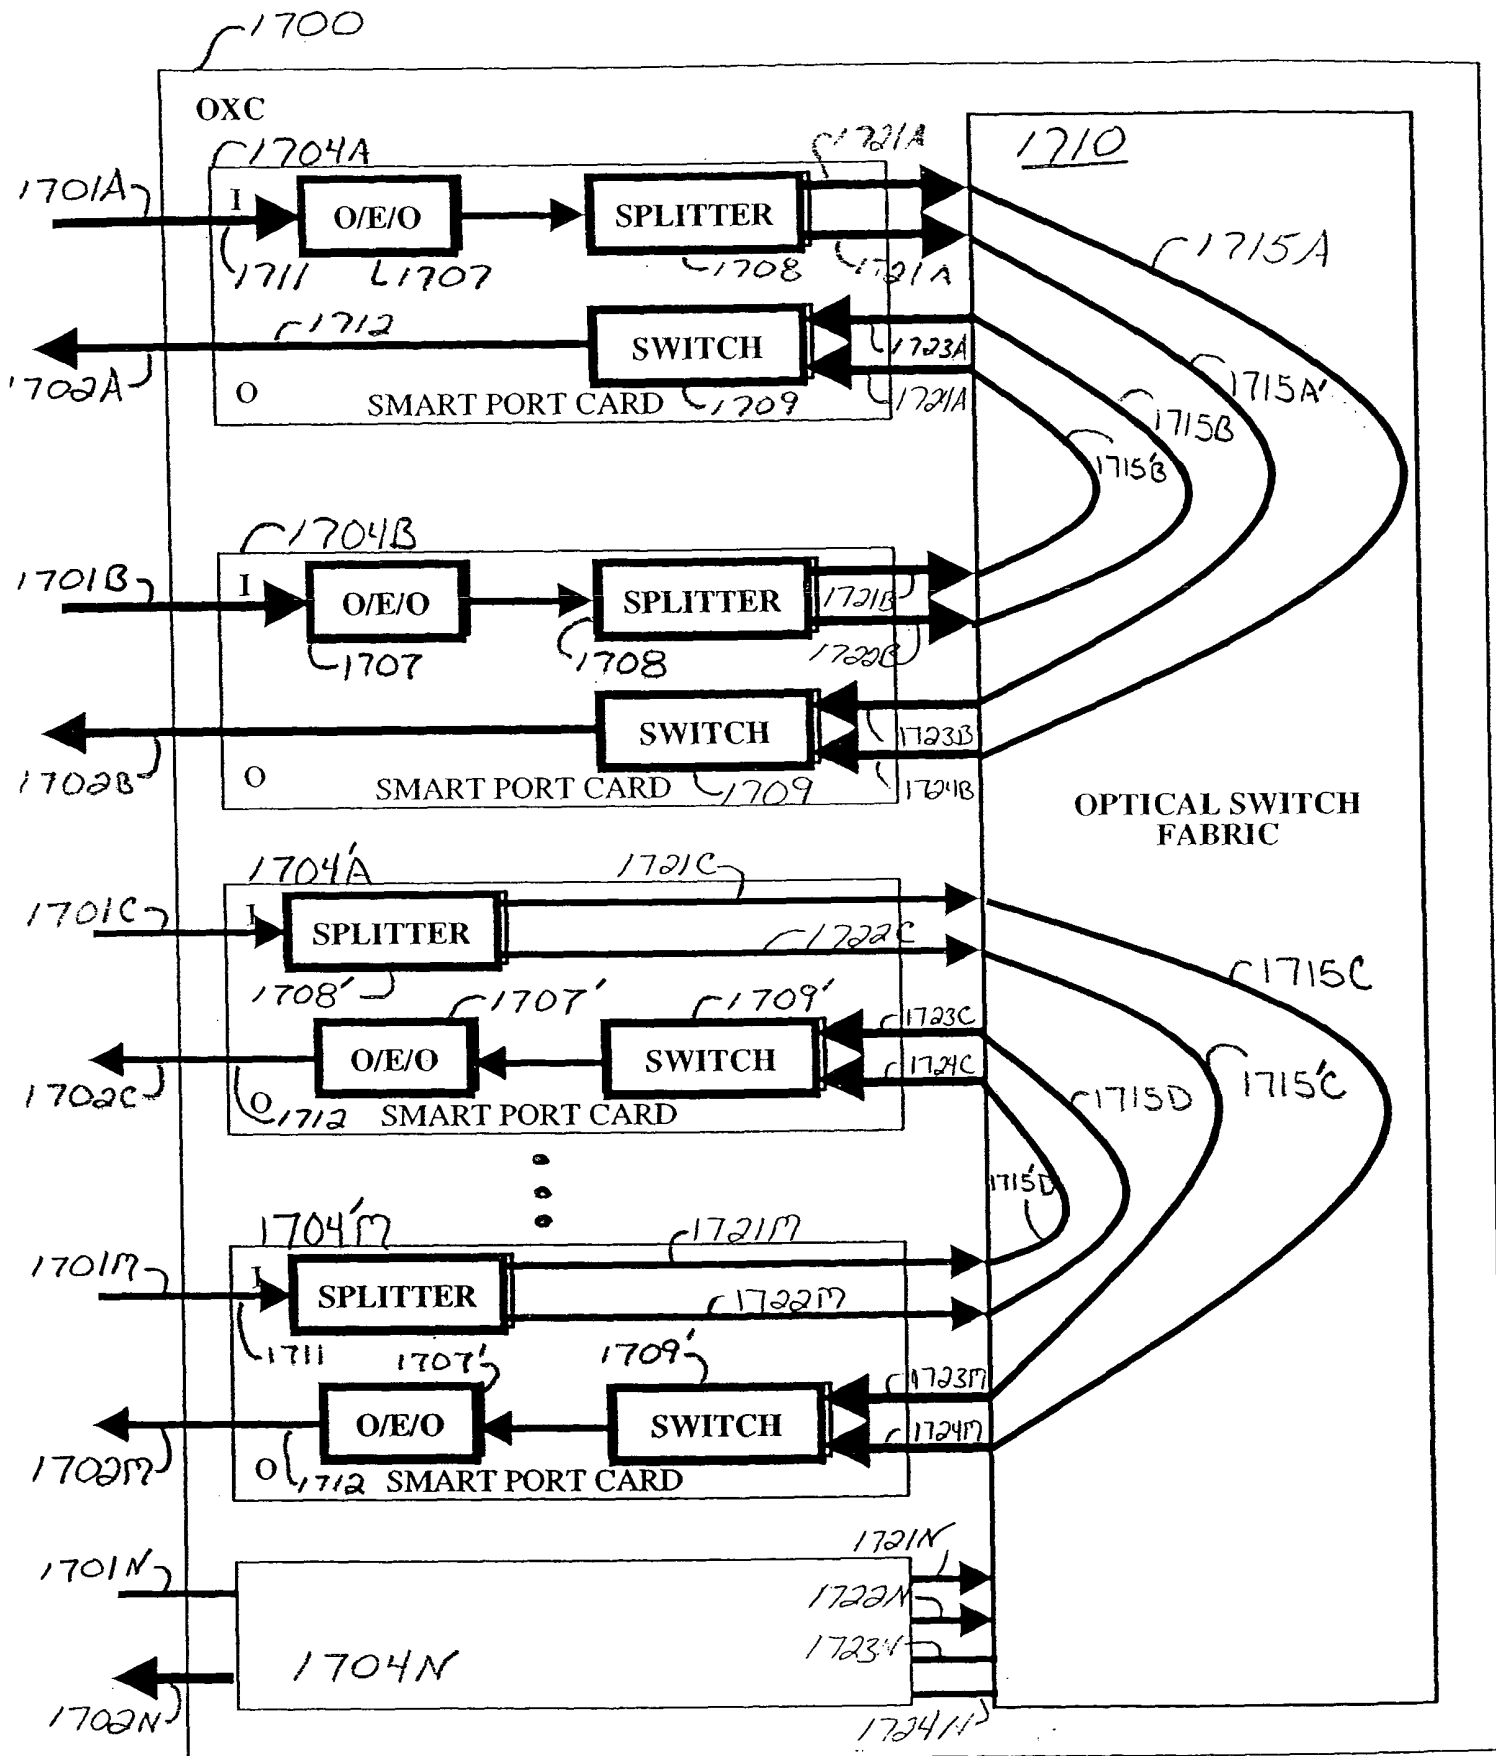 1700
OXC
1704A
1721A
1710
1701A
I
O/E/O
SPLITTER
1711
1707
1708
1721A
1715A
1712
SWITCH
1723A
1702A
O
SMART PORT CARD
1709
1724A
1715A'
1715B
1715'B
1704B
1701B
I
O/E/O
SPLITTER
1721B
1707
1708
1722B
SWITCH
1723B
1702B
O
SMART PORT CARD
1709
1724B
OPTICAL SWITCH
FABRIC
1704'A
1721C
1701C
I
SPLITTER
1722C
1708'
1707'
1709'
1715C
1723C
O/E/O
SWITCH
1724C
1702C
O
1712
SMART PORT CARD
1715D
1715'C
1715'D
1704'M
1721M
1701M
I
SPLITTER
1722M
1711
1707'
1709'
1723M
O/E/O
SWITCH
1724M
1702M
O
1712
SMART PORT CARD
1721N
1701N
1722N
1723N
1704N
1702N
1724N